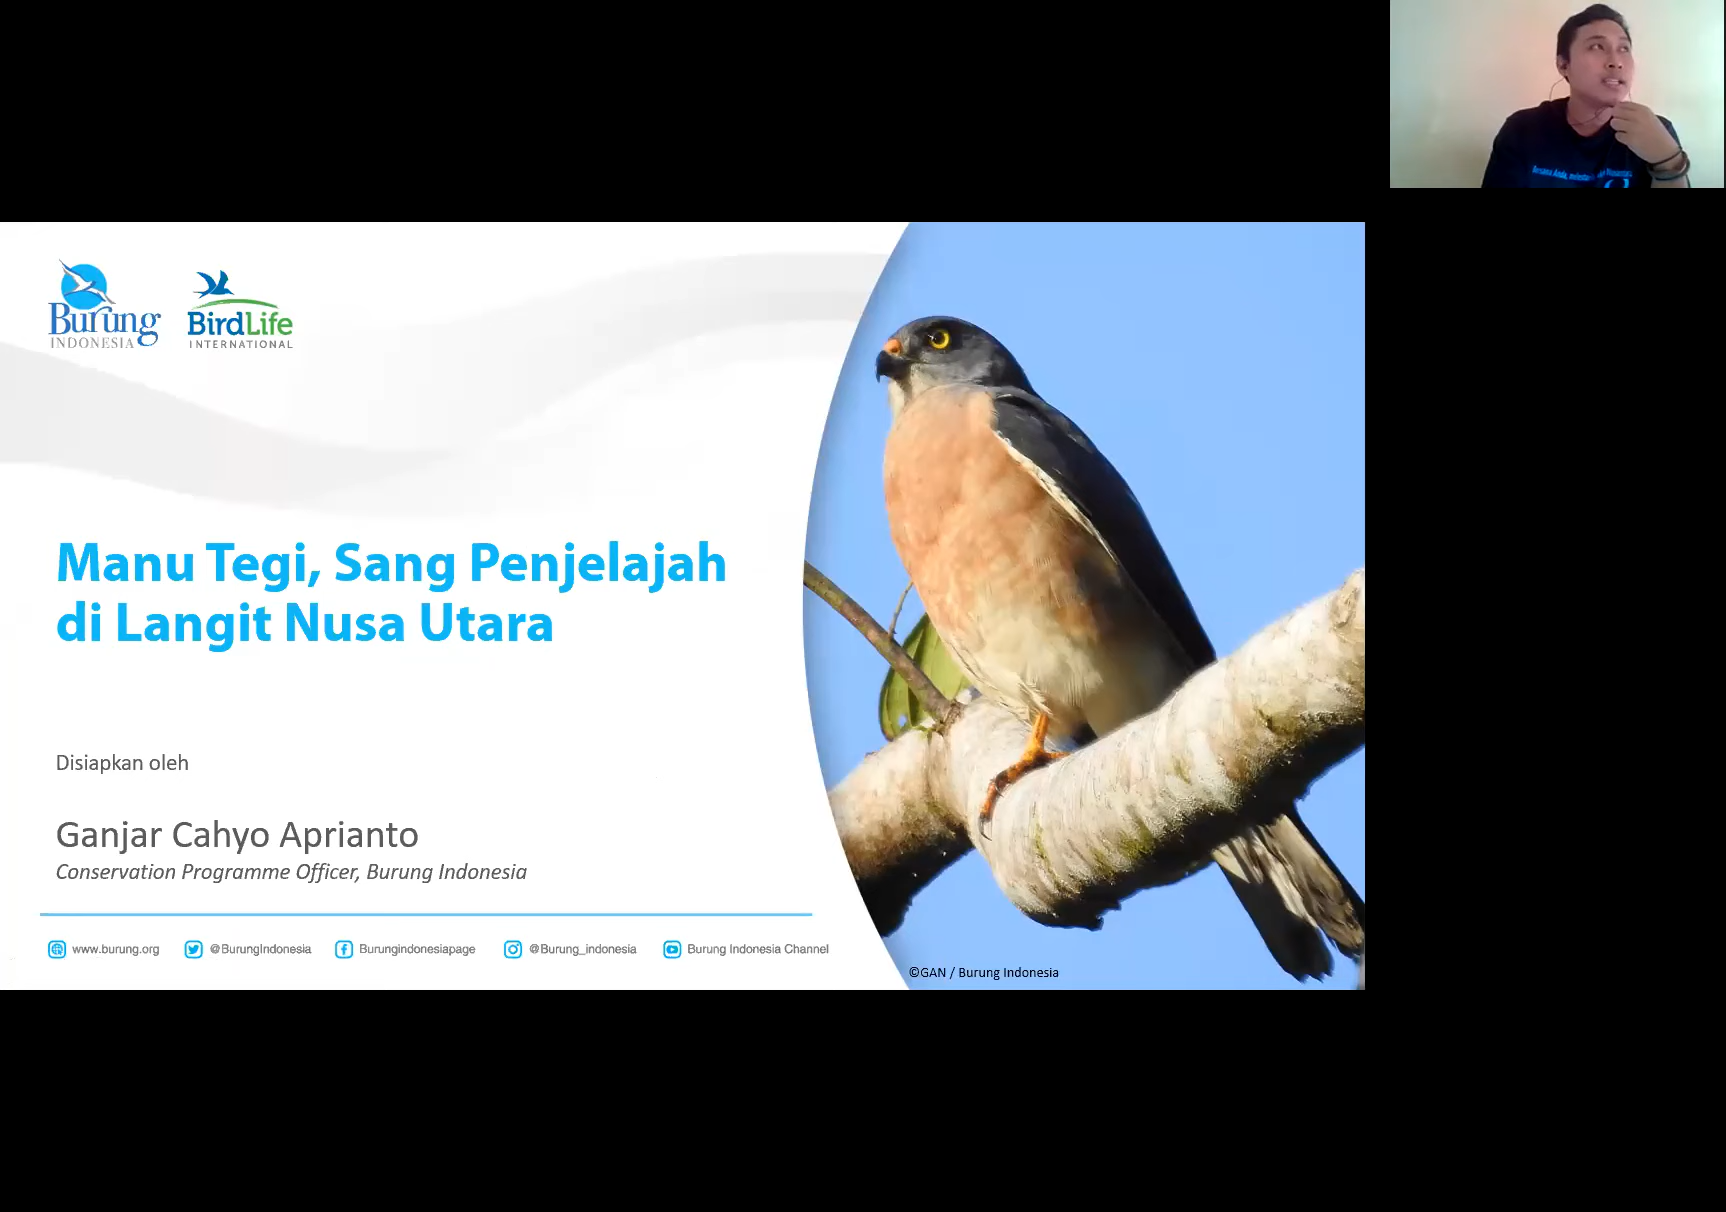 Burung
INDONESIA
BirdLife
INTERNATIONAL
Manu Tegi, Sang Penjelajah
di Langit Nusa Utara
Disiapkan oleh
Ganjar Cahyo Aprianto
Conservation Programme Officer, Burung Indonesia
www.burung.org @BurungIndonesia Burungindonesiapage @Burung_indonesia Burung Indonesia Channel
©GAN / Burung Indonesia